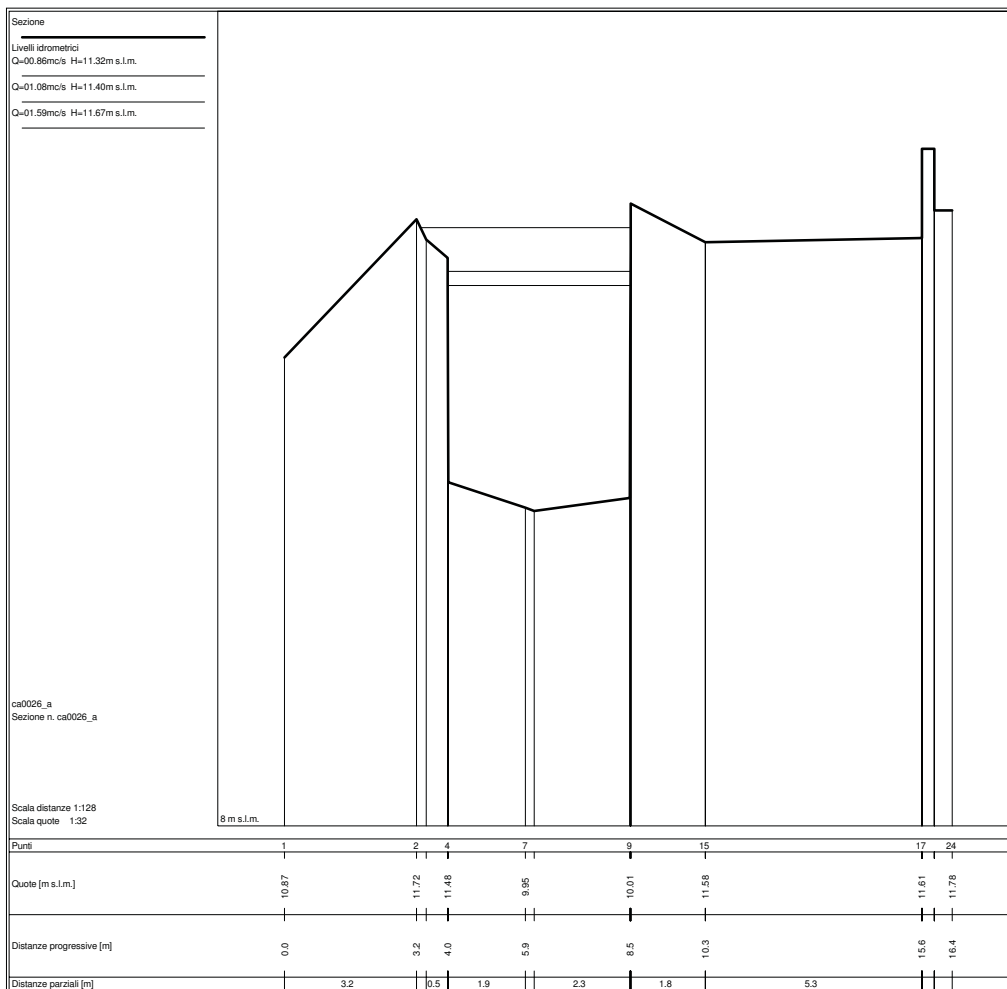 Sezione
Livelli idrometrici
Q=00.86mc/s H=11.32m s.l.m.
Q=01.08mc/s H=11.40m s.l.m.
Q=01.59mc/s H=11.67m s.l.m.
ca0026_a
Sezione n. ca0026_a
Scala distanze 1:128
Scala quote 1:32
8 m s.l.m.
Punti 1 2 4 7 9 15 17 24
Quote [m s.l.m.] 10.87 11.72 11.48 9.95 10.01 11.58 11.61 11.78
Distanze progressive [m] 0.0 3.2 4.0 5.9 8.5 10.3 15.6 16.4
Distanze parziali [m] 3.2 0.5 1.9 2.3 1.8 5.3